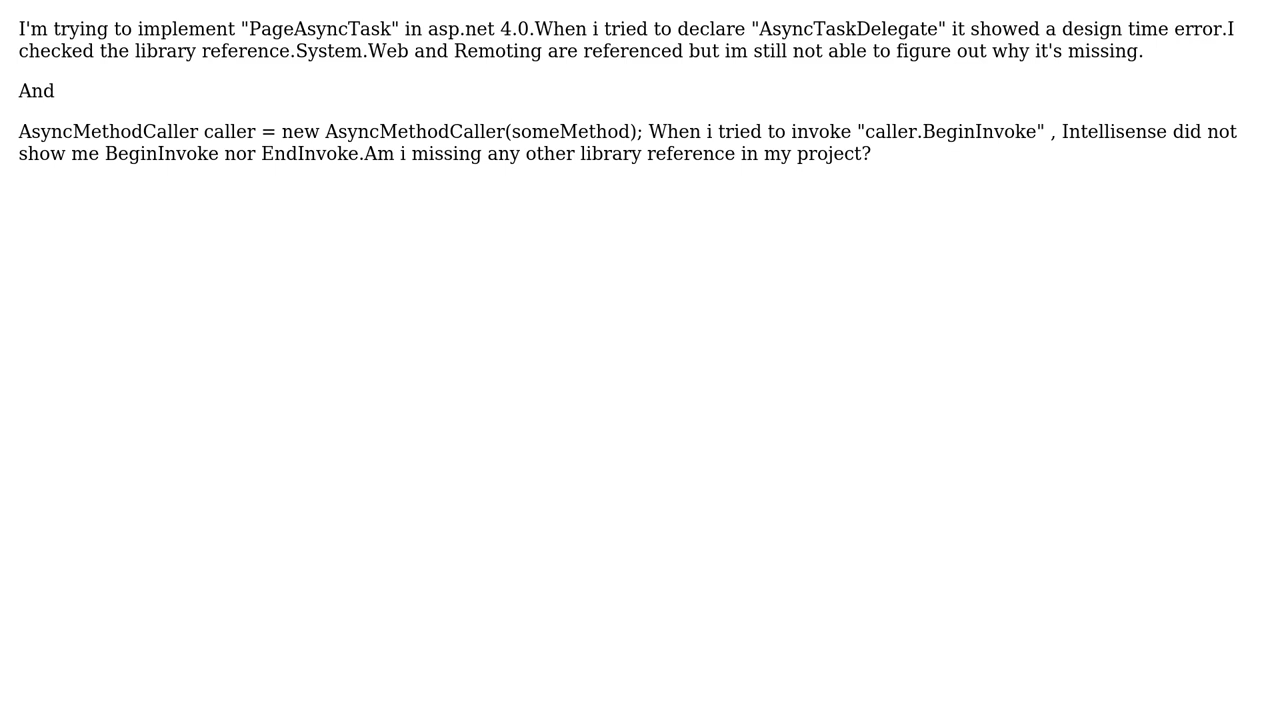 I'm trying to implement "PageAsyncTask" in asp.net 4.0.When i tried to declare "AsyncTaskDelegate" it showed a design time error.I
checked the library reference.System.Web and Remoting are referenced but im still not able to figure out why it's missing.
And
AsyncMethodCaller caller = new AsyncMethodCaller(someMethod); When i tried to invoke "caller.BeginInvoke" , Intellisense did not
show me BeginInvoke nor EndInvoke.Am i missing any other library reference in my project?